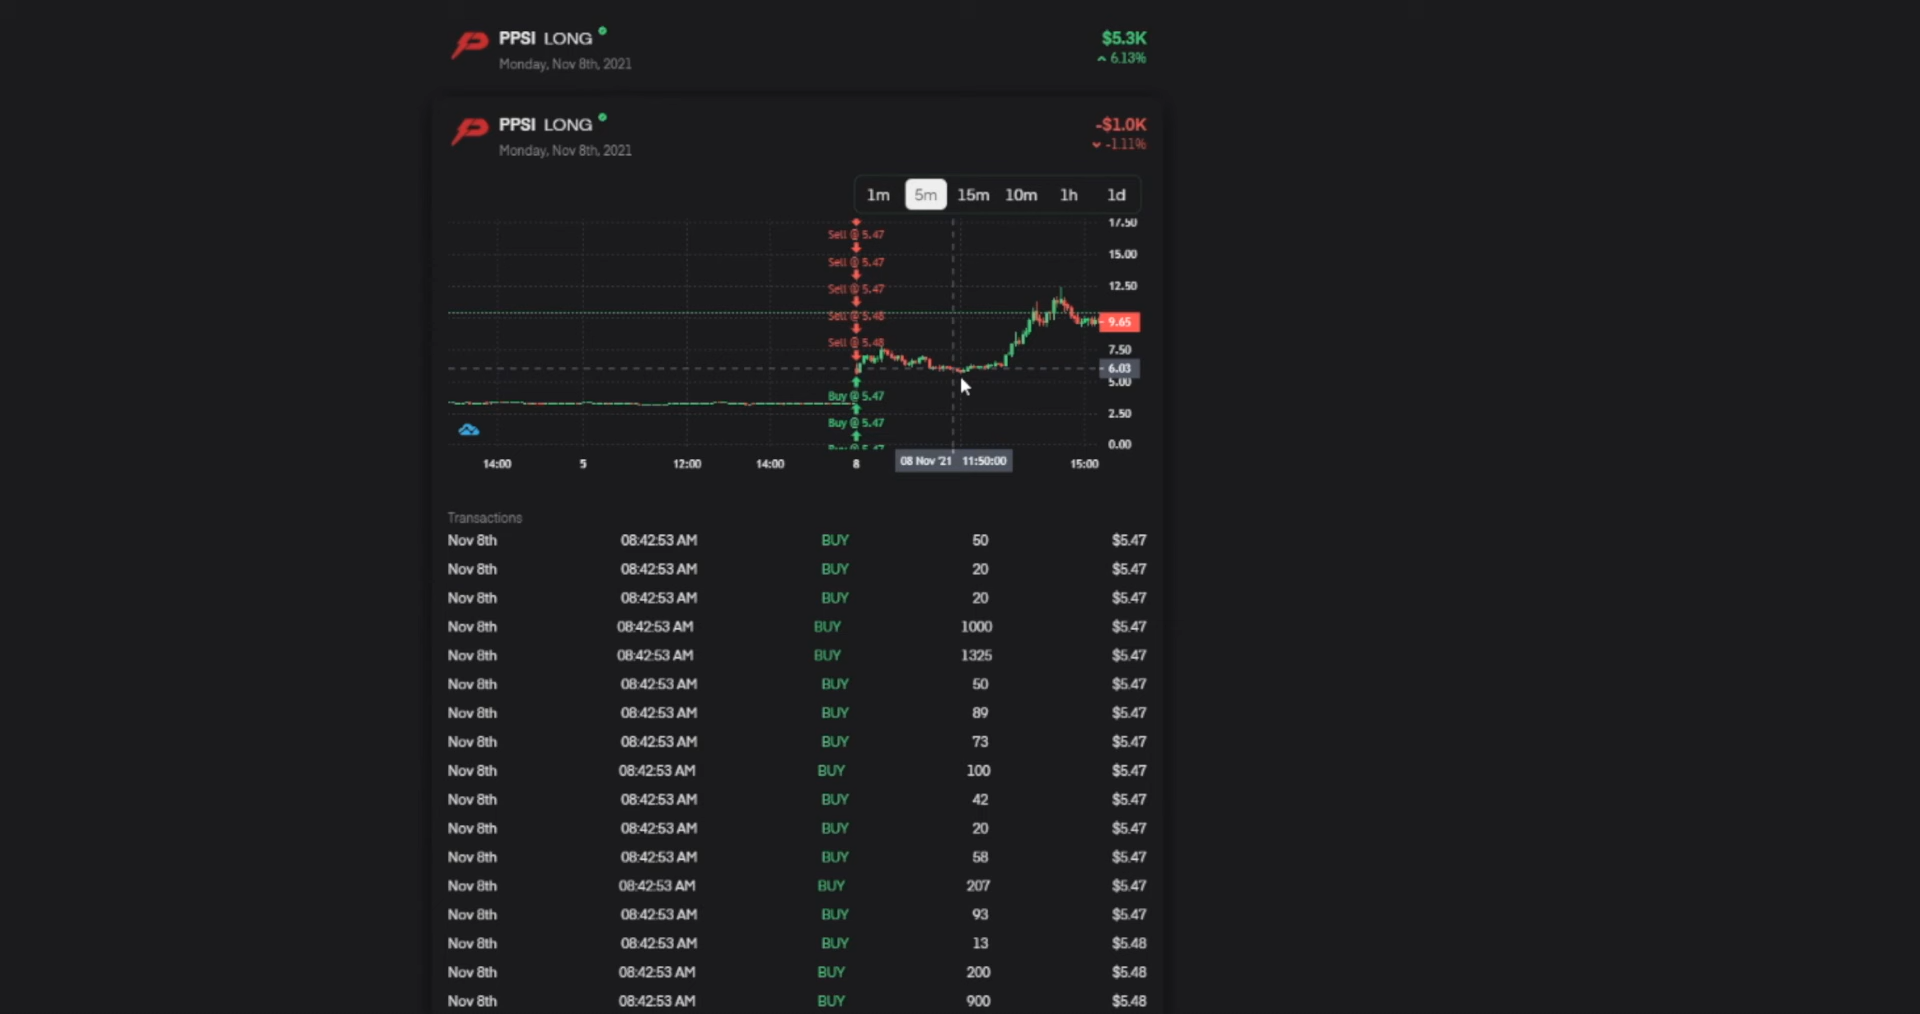 PPSI LONG $5.3K
Monday, Nov 8th, 2021 6.13%
PPSI LONG -$1.0K
Monday, Nov 8th, 2021 -1.11%
1m 5m 15m 10m 1h 1d
17.50
Sell @ 5.47
15.00
Sell @ 5.47
12.50
Sell @ 5.47
Sell @ 5.48
9.65
Sell @ 5.48
7.50
6.03
5.00
Buy @ 5.47
2.50
Buy @ 5.47
0.00
14:00 5 12:00 14:00 8 08 Nov '21 11:50:00 15:00
Transactions
Nov 8th 08:42:53 AM BUY 50 $5.47
Nov 8th 08:42:53 AM BUY 20 $5.47
Nov 8th 08:42:53 AM BUY 20 $5.47
Nov 8th 08:42:53 AM BUY 1000 $5.47
Nov 8th 08:42:53 AM BUY 1325 $5.47
Nov 8th 08:42:53 AM BUY 50 $5.47
Nov 8th 08:42:53 AM BUY 89 $5.47
Nov 8th 08:42:53 AM BUY 73 $5.47
Nov 8th 08:42:53 AM BUY 100 $5.47
Nov 8th 08:42:53 AM BUY 42 $5.47
Nov 8th 08:42:53 AM BUY 20 $5.47
Nov 8th 08:42:53 AM BUY 58 $5.47
Nov 8th 08:42:53 AM BUY 207 $5.47
Nov 8th 08:42:53 AM BUY 93 $5.47
Nov 8th 08:42:53 AM BUY 13 $5.48
Nov 8th 08:42:53 AM BUY 200 $5.48
Nov 8th 08:42:53 AM BUY 900 $5.48